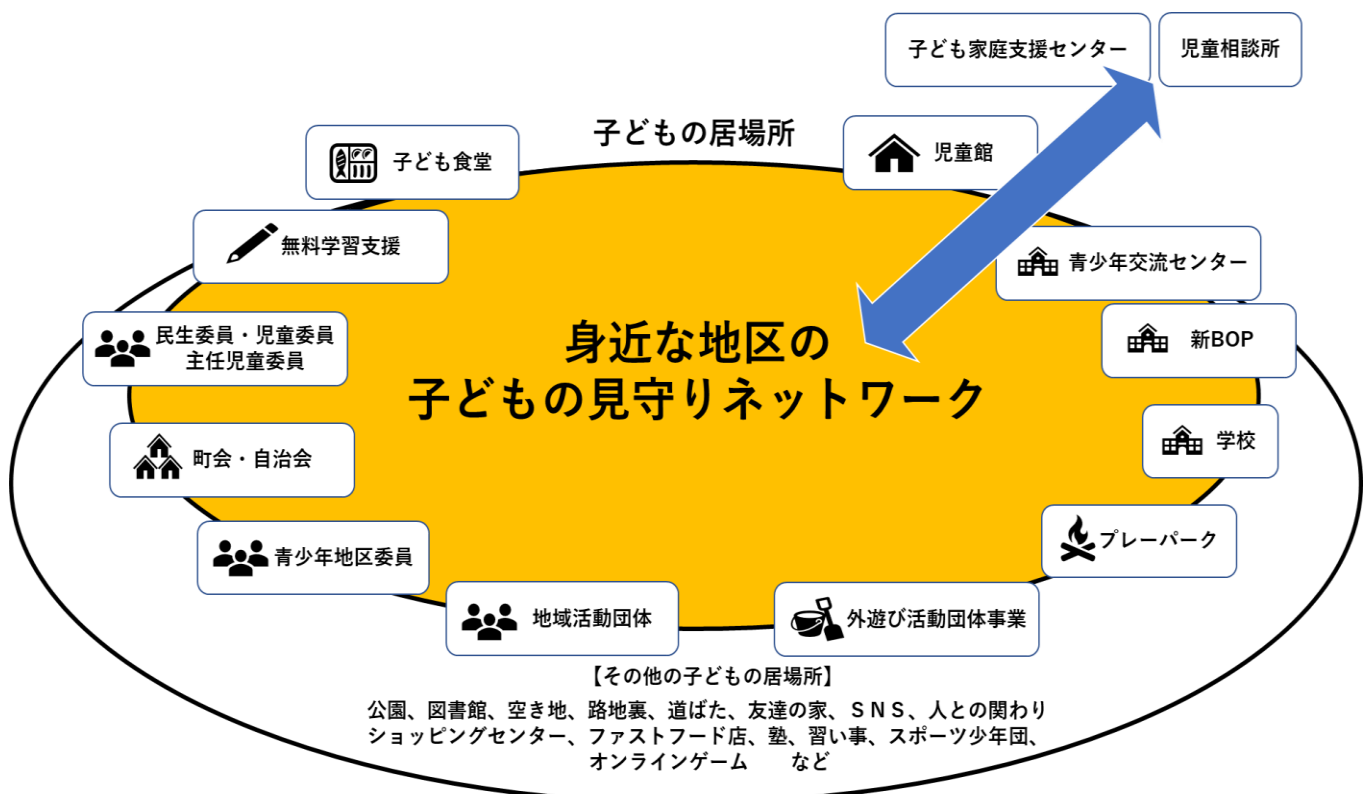 子ども家庭支援センター
児童相談所
子どもの居場所
児童館
子ども食堂
無料学習支援
青少年交流センター
民生委員・児童委員
主任児童委員
新BOP
身近な地区の
子どもの見守りネットワーク
町会・自治会
学校
青少年地区委員
プレーパーク
地域活動団体
外遊び活動団体事業
【その他の子どもの居場所】
公園、図書館、空き地、路地裏、道ばた、友達の家、ＳＮＳ、人との関わり
ショッピングセンター、ファストフード店、塾、習い事、スポーツ少年団、
オンラインゲーム　　など